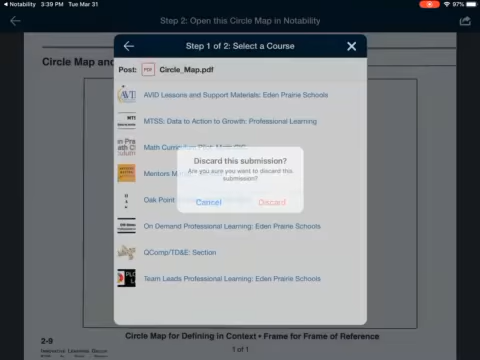 Notability 3:39 PM Tue Mar 31 97%
Step 2: Open this Circle Map in Notability
Step 1 of 2: Select a Course
Circle Map and
Post: PDF Circle_Map.pdf
AVID Lessons and Support Materials: Eden Prairie Schools
MTSS: Data to Action to Growth: Professional Learning
Math
Discard this submission?
Are you sure you want to discard this
submission?
Mentors
Cancel Discard
Oak Point
On Demand Professional Learning: Eden Prairie Schools
QComp/TD&E: Section
Team Leads Professional Learning: Eden Prairie Schools
2-9
Circle Map for Defining in Context • Frame for Frame of Reference
1 of 1